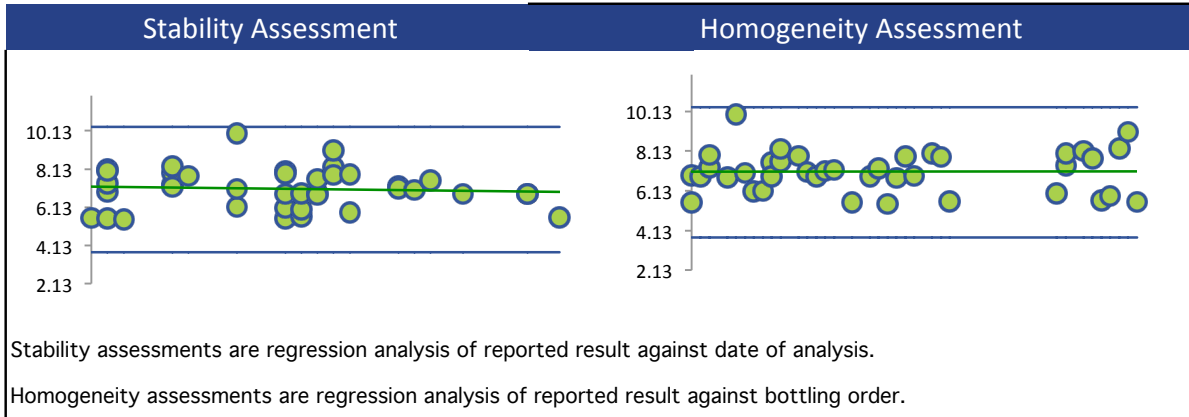 Stability Assessment
Homogeneity Assessment
10.13
8.13
6.13
4.13
2.13
10.13
8.13
6.13
4.13
2.13
Stability assessments are regression analysis of reported result against date of analysis.
Homogeneity assessments are regression analysis of reported result against bottling order.